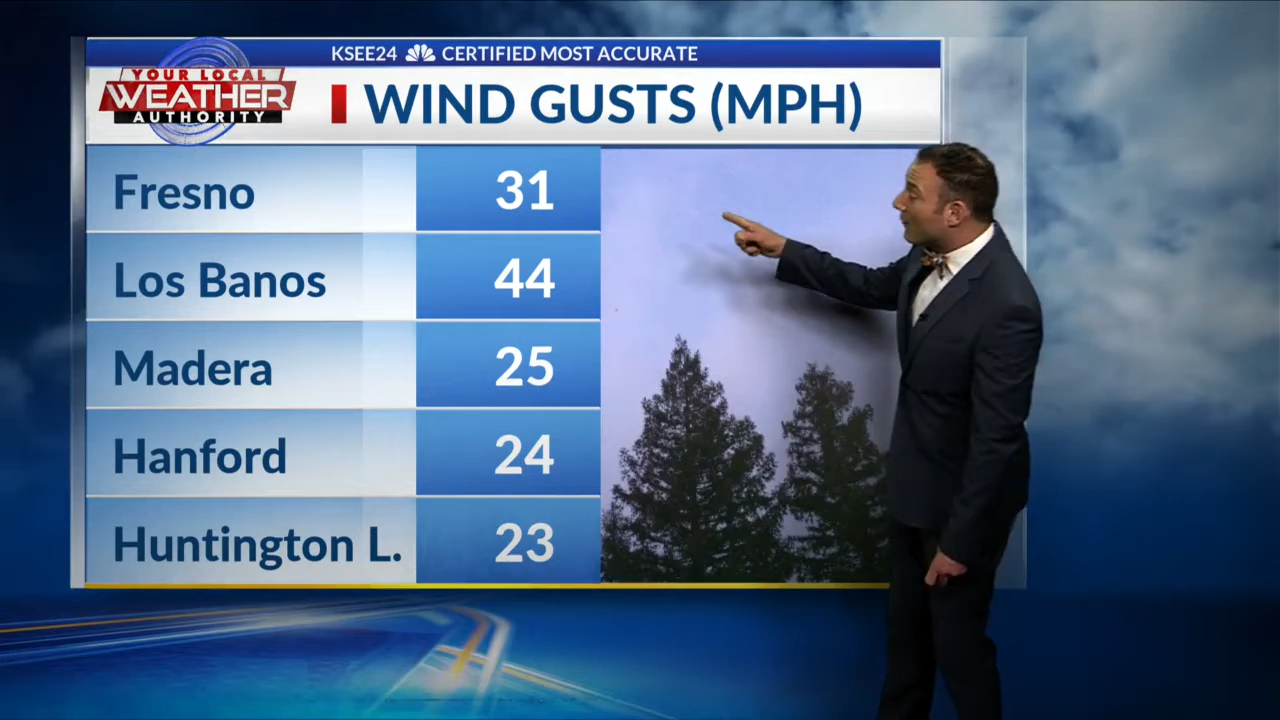 KSEE24 CERTIFIED MOST ACCURATE
YOUR LOCAL
WEATHER
AUTHORITY
WIND GUSTS (MPH)
Fresno 31
Los Banos 44
Madera 25
Hanford 24
Huntington L. 23